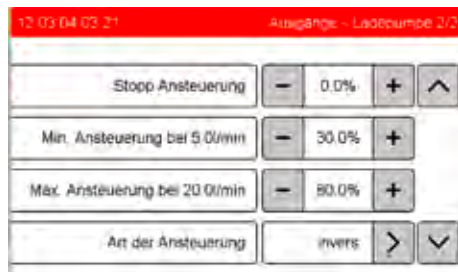 12.03.04.03.21 Ausgänge - Ladepumpe 2/2
Stopp Ansteuerung − 0.0% +
Min. Ansteuerung bei 5.0l/min − 30.0% +
Max. Ansteuerung bei 20.0l/min − 80.0% +
Art der Ansteuerung invers >